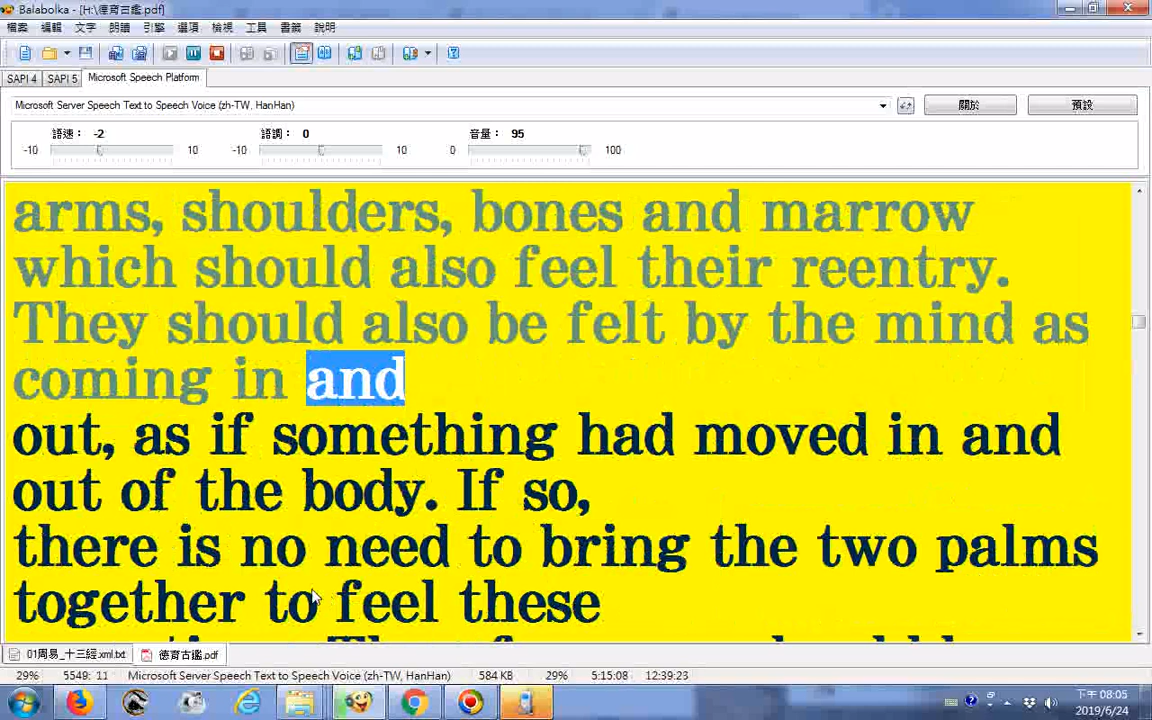 Balabolka - [H:\德育古鑑.pdf]
檔案 編輯 文字 朗讀 引擎 選項 檢視 工具 書籤 說明
SAPI 4 SAPI 5 Microsoft Speech Platform
Microsoft Server Speech Text to Speech Voice (zh-TW, HanHan) 關於 預設
語速： -2 語調： 0 音量： 95
-10 10 -10 10 0 100
arms, shoulders, bones and marrow
which should also feel their reentry.
They should also be felt by the mind as
coming in and
out, as if something had moved in and
out of the body. If so,
there is no need to bring the two palms
together to feel these
01周易_十三經.xml.txt 德育古鑑.pdf
29% 5549: 11 Microsoft Server Speech Text to Speech Voice (zh-TW, HanHan) 584 KB 29% 5:15:08 12:39:23
下午 08:05
2019/6/24